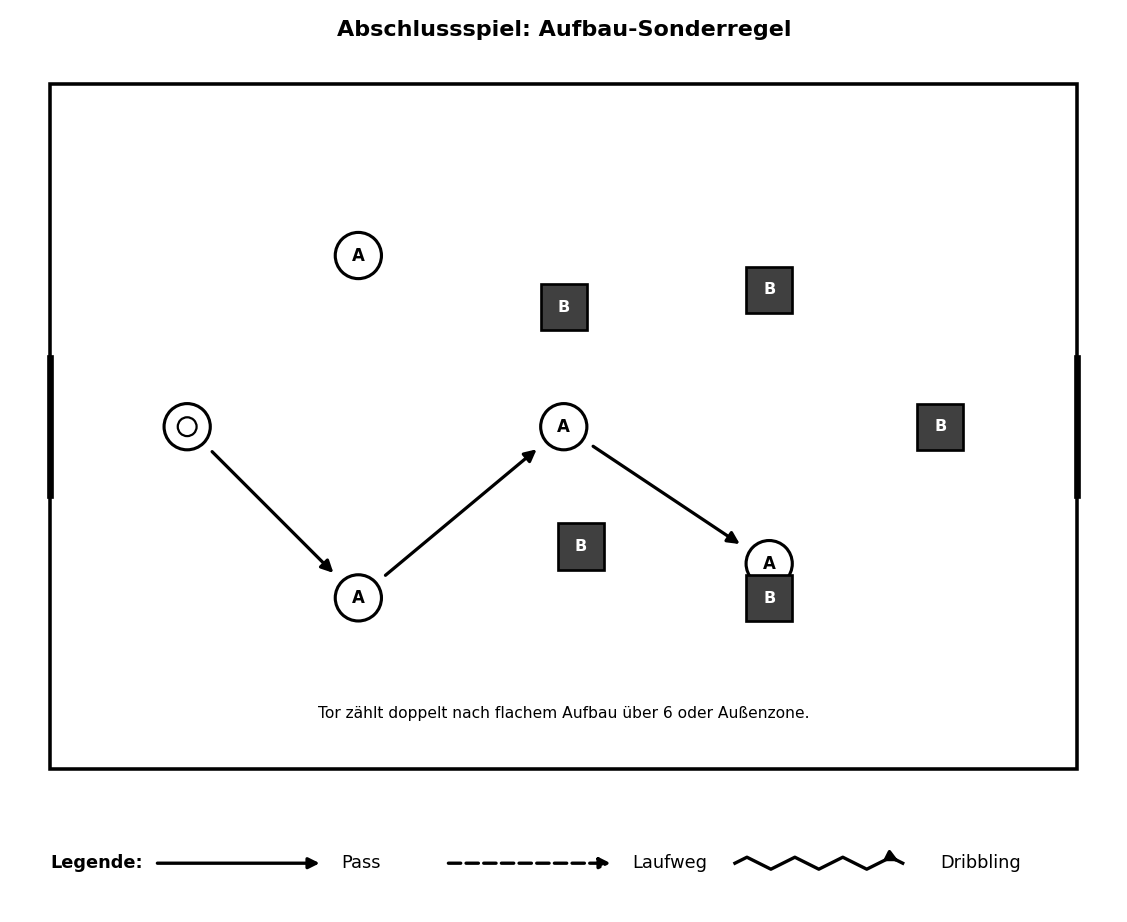 Abschlussspiel: Aufbau-Sonderregel
A
B
B
A
B
B
A
A
B
Tor zählt doppelt nach flachem Aufbau über 6 oder Außenzone.
Legende: Pass Laufweg Dribbling